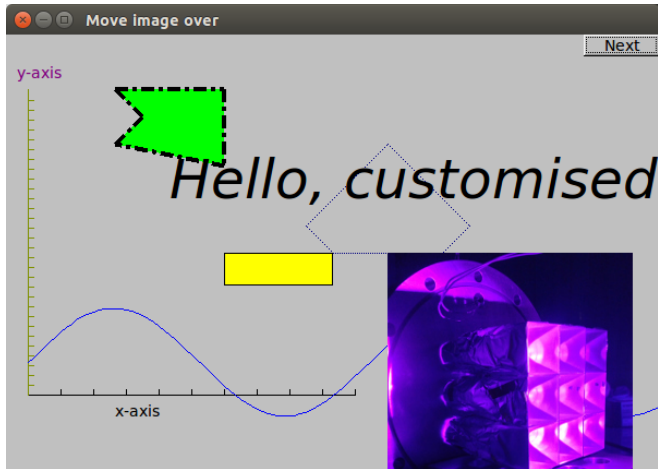 Move image over
Next
y-axis
Hello, customised
x-axis